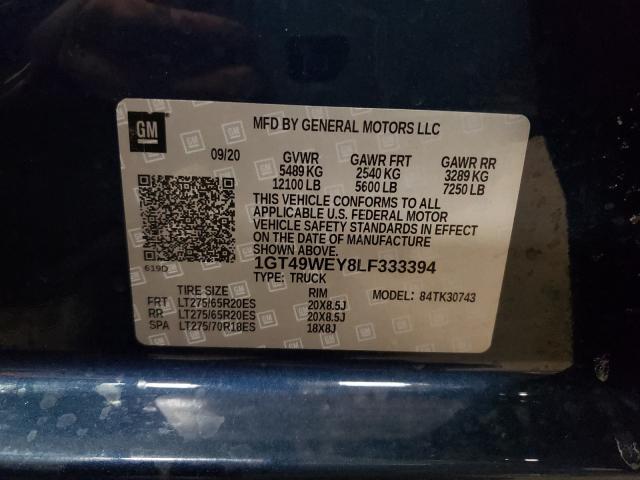 GM
MFD BY GENERAL MOTORS LLC
09/20 GVWR GAWR FRT GAWR RR
5489 KG 2540 KG 3289 KG
12100 LB 5600 LB 7250 LB
THIS VEHICLE CONFORMS TO ALL
APPLICABLE U.S. FEDERAL MOTOR
VEHICLE SAFETY STANDARDS IN EFFECT
ON THE DATE OF MANUFACTURE
SHOWN ABOVE.
619D
1GT49WEY8LF333394
TYPE: TRUCK
TIRE SIZE RIM MODEL: 84TK30743
FRT LT275/65R20ES 20X8.5J
RR LT275/65R20ES 20X8.5J
SPA LT275/70R18ES 18X8J